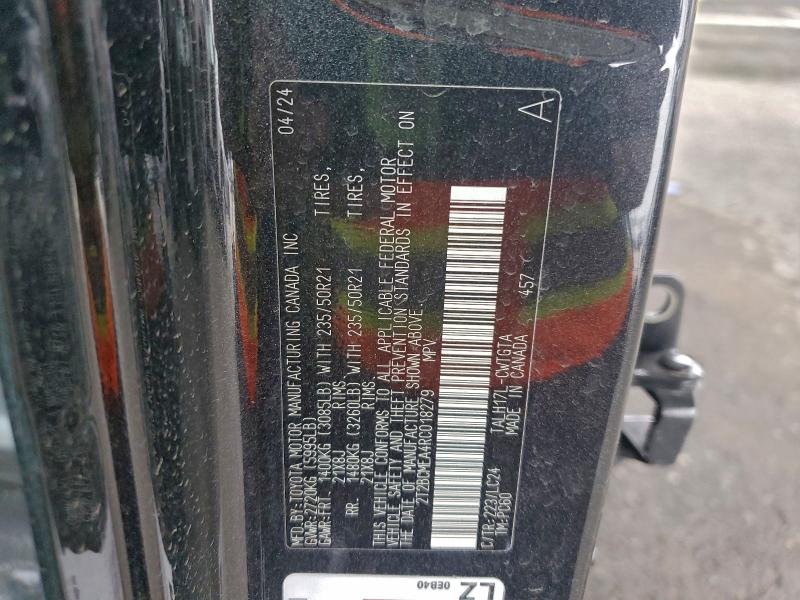 MFD.BY:TOYOTA MOTOR MANUFACTURING CANADA INC 04/24
GVWR:2720KG (5995LB)
GAWR:FRT. 1400KG (3085LB) WITH 235/50R21 TIRES,
21X8J RIMS
RR. 1480KG (3260LB) WITH 235/50R21 TIRES,
21X8J RIMS
THIS VEHICLE CONFORMS TO ALL APPLICABLE FEDERAL MOTOR
VEHICLE SAFETY AND THEFT PREVENTION STANDARDS IN EFFECT ON
THE DATE OF MANUFACTURE SHOWN ABOVE.
2T2BCMEA4RC018279 MPV
C/TR:223/LC24 TALH17L-CWTGTA 457 A
TM:PC60 MADE IN CANADA
LZ
0EB40